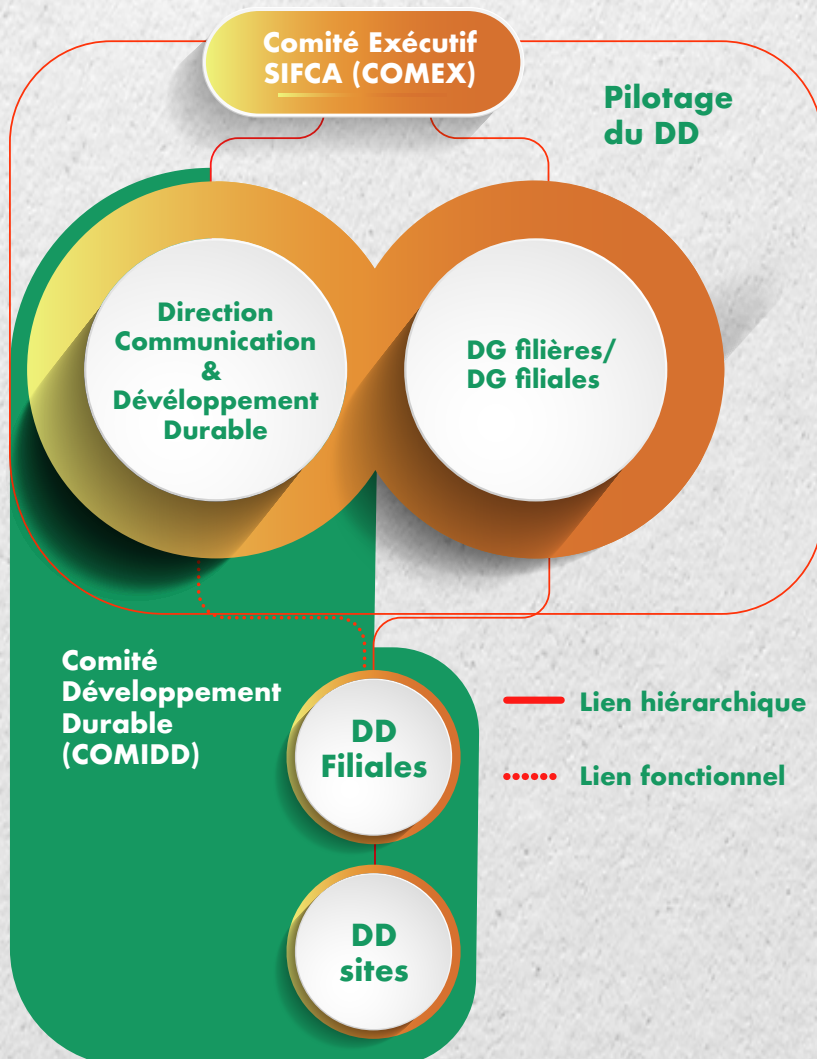 Comité Exécutif
SIFCA (COMEX)
Pilotage
du DD
Direction
Communication
&
Dévéloppement
Durable
DG filières/
DG filiales
Comité
Développement
Durable
(COMIDD)
DD
Filiales
Lien hiérarchique
Lien fonctionnel
DD
sites